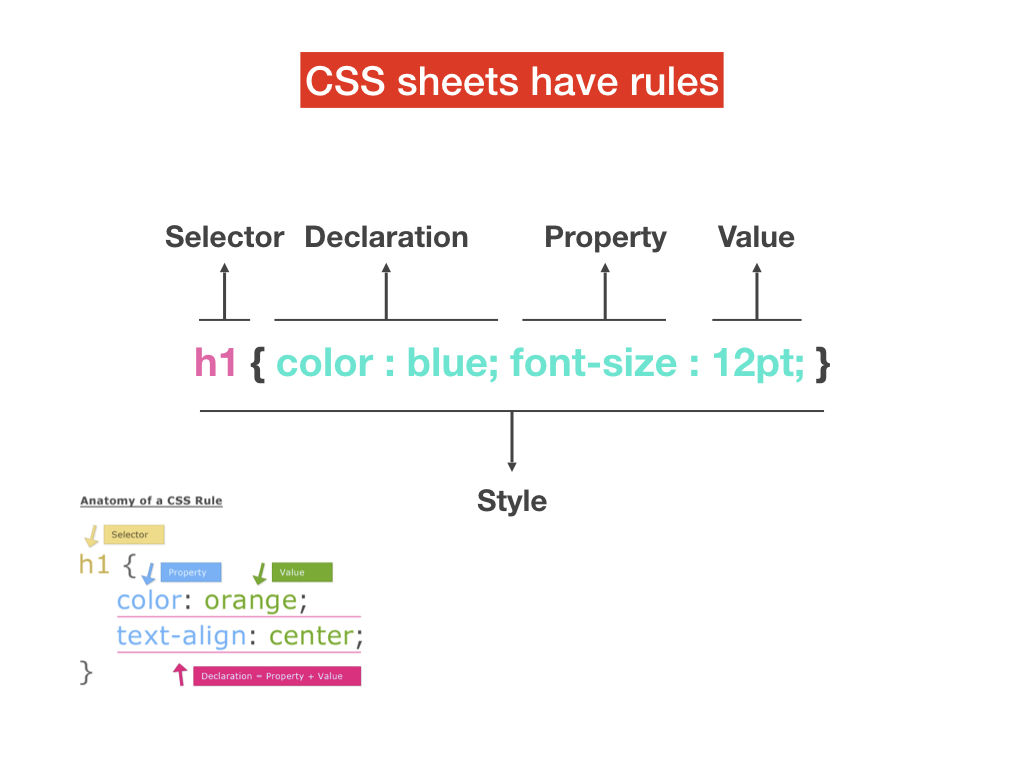 CSS sheets have rules
Selector Declaration Property Value
h1 { color : blue; font-size : 12pt; }
Style
Anatomy of a CSS Rule
Selector
h1 {
Property Value
color: orange;
text-align: center;
}
Declaration = Property + Value